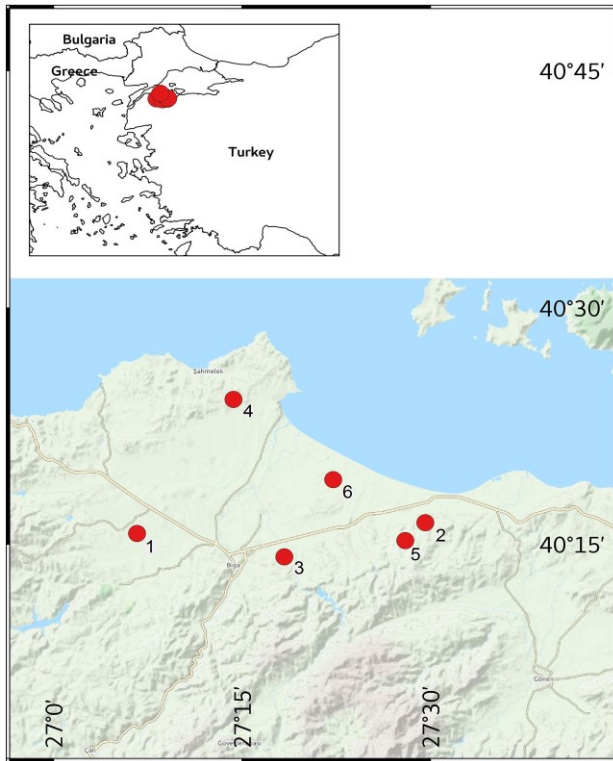 Bulgaria
Greece
Turkey
40°45′
40°30′
Şahmelek
4
6
2
1
5
40°15′
3
Biga
Gönen
27°0′
27°15′
27°30′
Çan